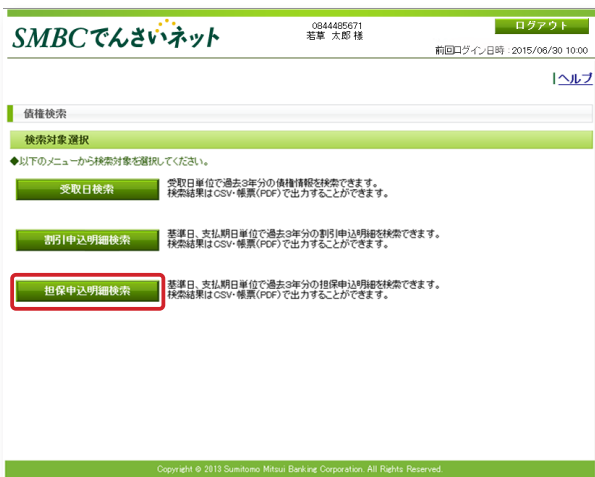 SMBCでんさいネット
0844485671
若草 太郎 様
ログアウト
前回ログイン日時 : 2015/06/30 10:00
ヘルプ
債権検索
検索対象選択
◆以下のメニューから検索対象を選択してください。
受取日検索
受取日単位で過去3年分の債権情報を検索できます。
検索結果はCSV・帳票(PDF)で出力することができます。
割引申込明細検索
基準日、支払期日単位で過去3年分の割引申込明細を検索できます。
検索結果はCSV・帳票(PDF)で出力することができます。
担保申込明細検索
基準日、支払期日単位で過去3年分の担保申込明細を検索できます。
検索結果はCSV・帳票(PDF)で出力することができます。
Copyright © 2013 Sumitomo Mitsui Banking Corporation. All Rights Reserved.